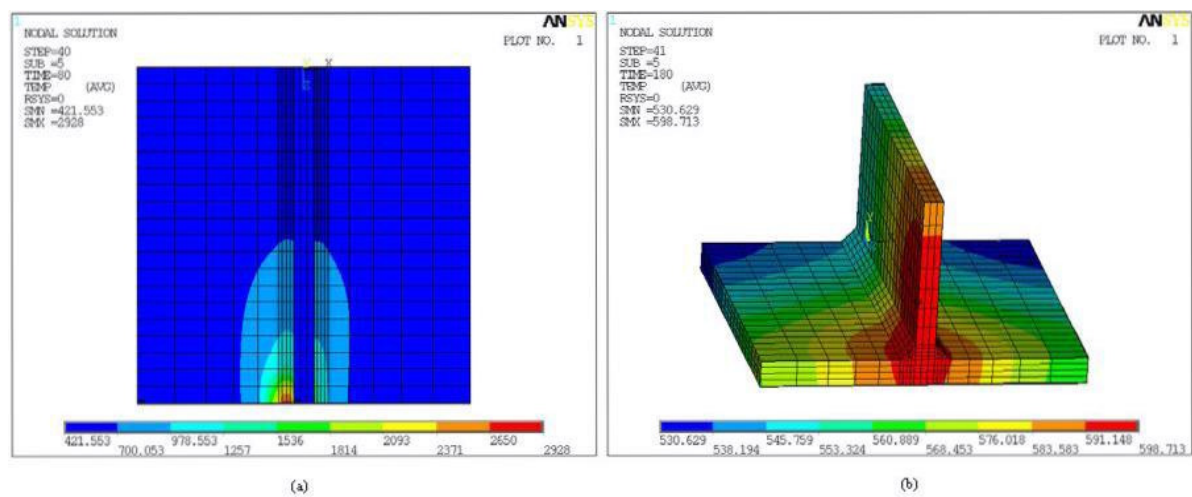 1
ANSYS
NODAL SOLUTION
PLOT NO. 1
STEP=40
SUB =5
TIME=80
TEMP (AVG)
RSYS=0
SMN =421.553
SMX =2928
Y X
Z
421.553 978.553 1536 2093 2650
700.053 1257 1814 2371 2928
(a)
1
ANSYS
NODAL SOLUTION
PLOT NO. 1
STEP=41
SUB =5
TIME=180
TEMP (AVG)
RSYS=0
SMN =530.629
SMX =598.713
Y
530.629 545.759 560.889 576.018 591.148
538.194 553.324 568.453 583.583 598.713
(b)